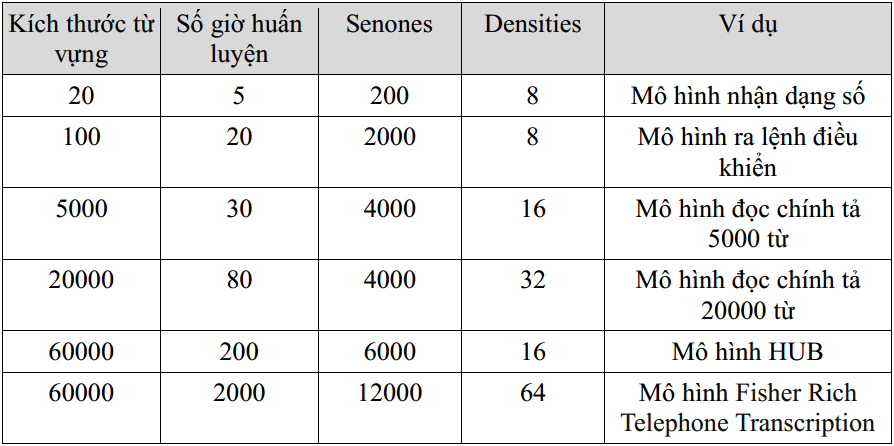 Kích thước từ vựng Số giờ huấn luyện Senones Densities Ví dụ
20 5 200 8 Mô hình nhận dạng số
100 20 2000 8 Mô hình ra lệnh điều khiển
5000 30 4000 16 Mô hình đọc chính tả 5000 từ
20000 80 4000 32 Mô hình đọc chính tả 20000 từ
60000 200 6000 16 Mô hình HUB
60000 2000 12000 64 Mô hình Fisher Rich Telephone Transcription